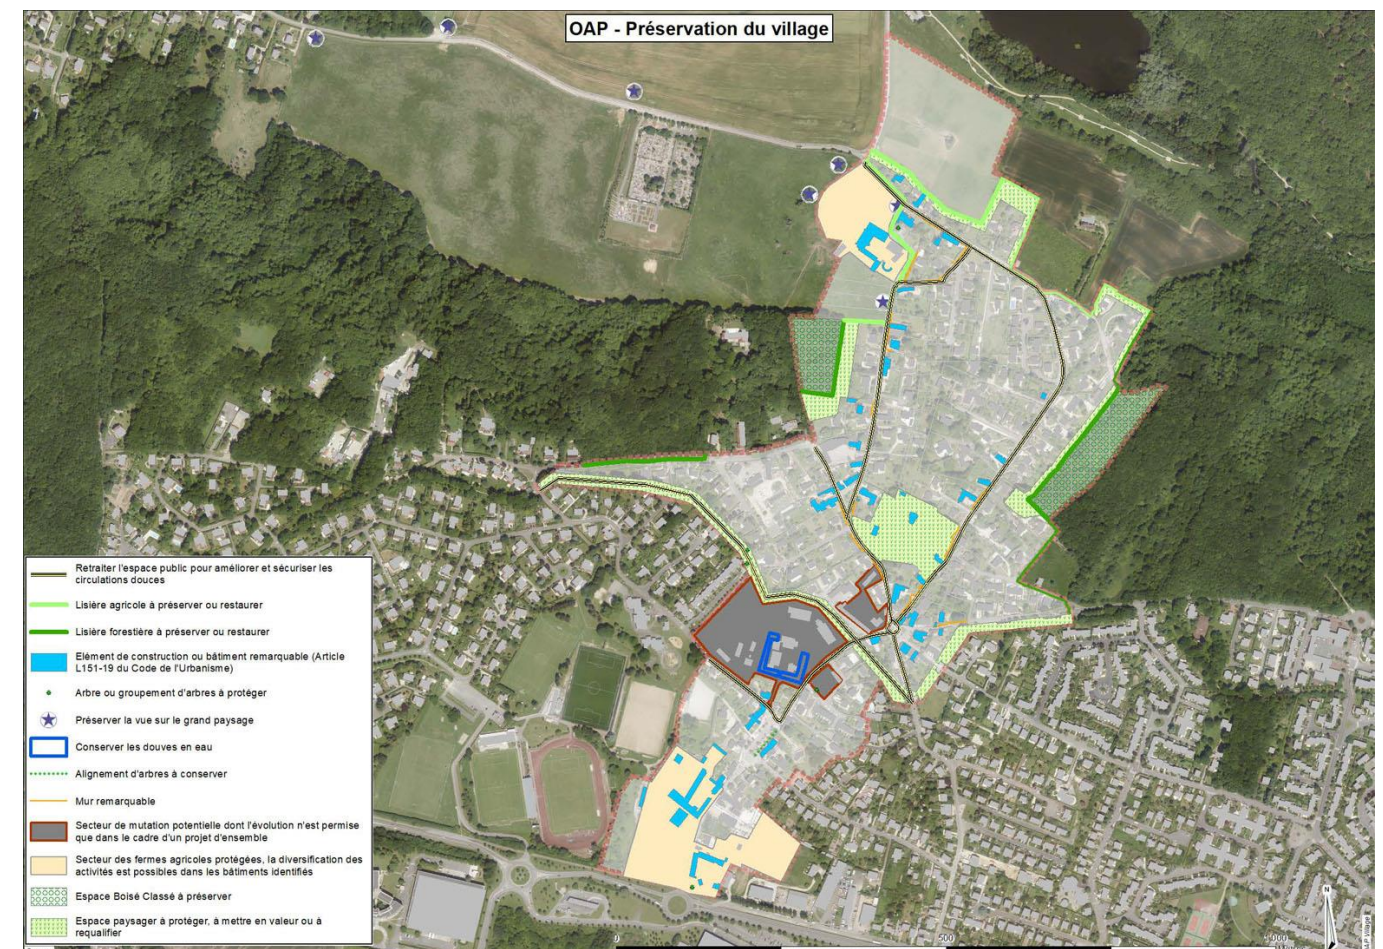 OAP - Préservation du village
Retraiter l'espace public pour améliorer et sécuriser les
circulations douces
Lisière agricole à préserver ou restaurer
Lisière forestière à préserver ou restaurer
Elément de construction ou bâtiment remarquable (Article
L151-19 du Code de l'Urbanisme)
Arbre ou groupement d'arbres à protéger
Préserver la vue sur le grand paysage
Conserver les douves en eau
Alignement d'arbres à conserver
Mur remarquable
Secteur de mutation potentielle dont l'évolution n'est permise
que dans le cadre d'un projet d'ensemble
Secteur des fermes agricoles protégées, la diversification des
activités est possibles dans les bâtiments identifiés
Espace Boisé Classé à préserver
Espace paysager à protéger, à mettre en valeur ou à
requalifier
N
0
500